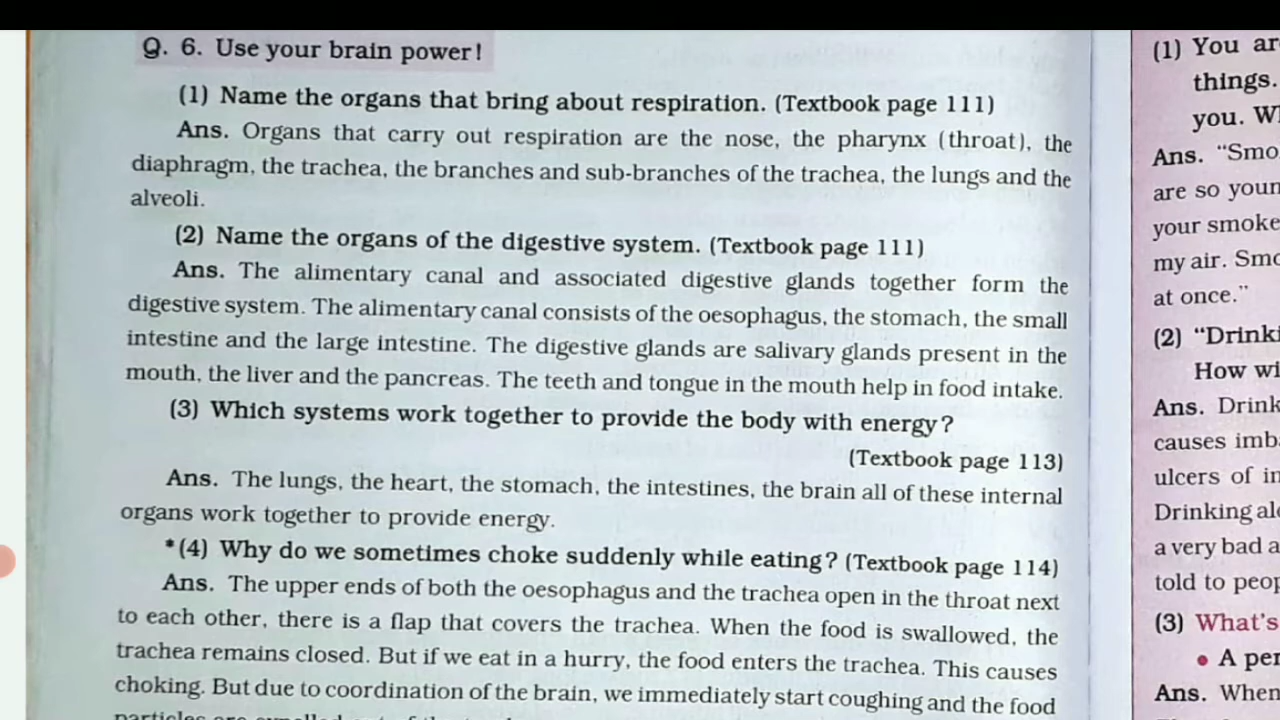 Q. 6. Use your brain power!
(1) Name the organs that bring about respiration. (Textbook page 111)
Ans. Organs that carry out respiration are the nose, the pharynx (throat), the
diaphragm, the trachea, the branches and sub-branches of the trachea, the lungs and the
alveoli.
(2) Name the organs of the digestive system. (Textbook page 111)
Ans. The alimentary canal and associated digestive glands together form the
digestive system. The alimentary canal consists of the oesophagus, the stomach, the small
intestine and the large intestine. The digestive glands are salivary glands present in the
mouth, the liver and the pancreas. The teeth and tongue in the mouth help in food intake.
(3) Which systems work together to provide the body with energy?
(Textbook page 113)
Ans. The lungs, the heart, the stomach, the intestines, the brain all of these internal
organs work together to provide energy.
*(4) Why do we sometimes choke suddenly while eating? (Textbook page 114)
Ans. The upper ends of both the oesophagus and the trachea open in the throat next
to each other, there is a flap that covers the trachea. When the food is swallowed, the
trachea remains closed. But if we eat in a hurry, the food enters the trachea. This causes
choking. But due to coordination of the brain, we immediately start coughing and the food
(1) You
things.
you.
Ans. "Smo
are so
your smoke
my air.
at once."
(2) "Drinki
How
Ans. Drink
causes
ulcers of
Drinking
a very bad
told to
(3) What's
• A
Ans. When